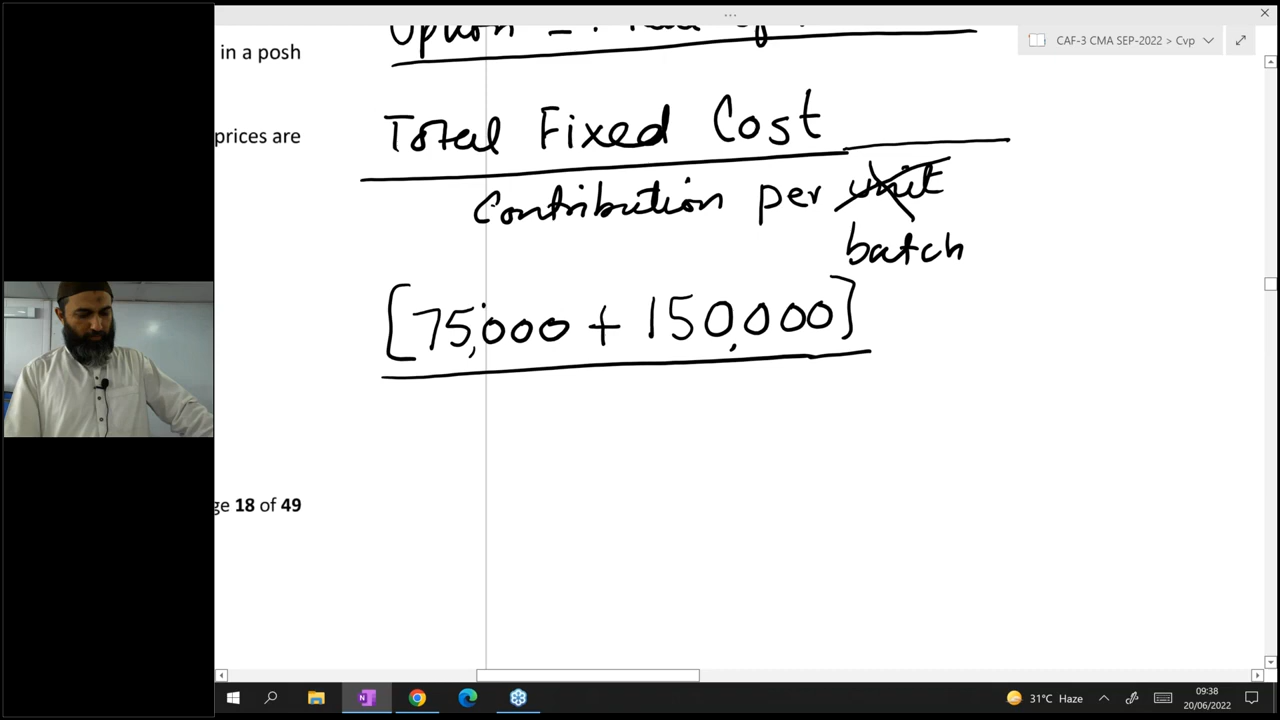 ...
in a posh
prices are
CAF-3 CMA SEP-2022 > Cvp
Option
Total Fixed Cost
Contribution per unit
batch
[75,000 + 150,000]
ge 18 of 49
31°C Haze
09:38
20/06/2022